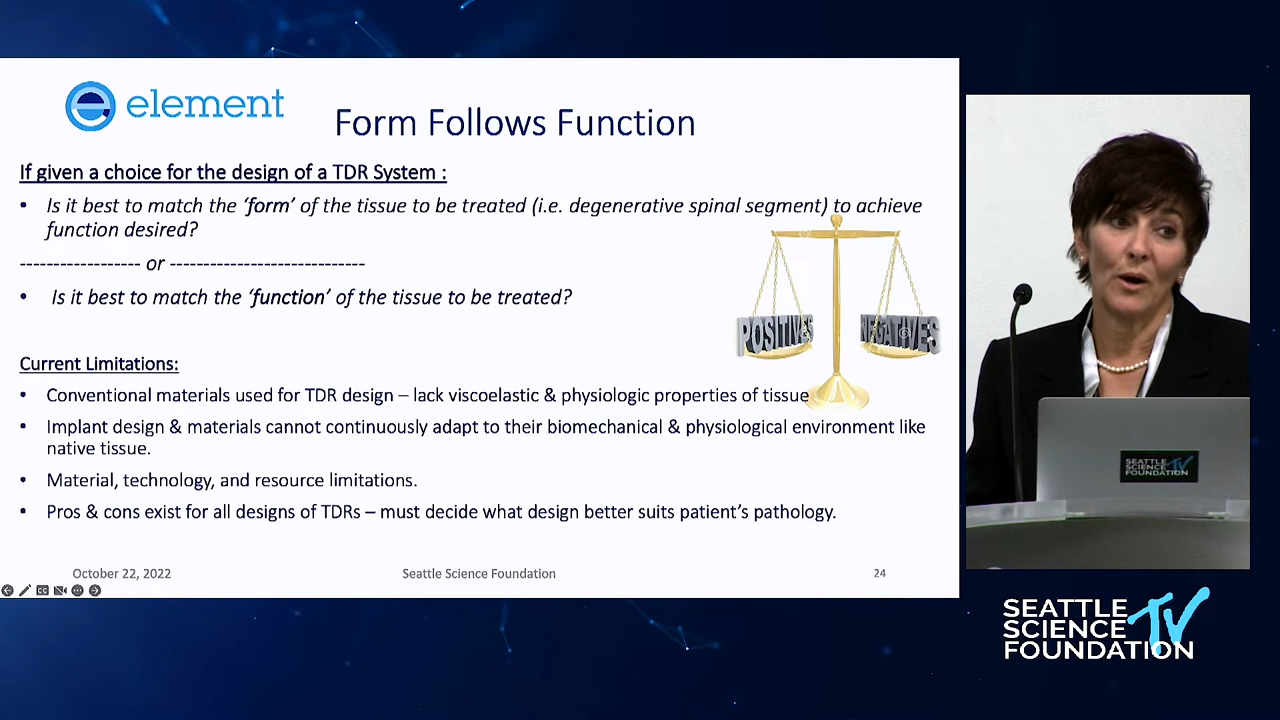 element
Form Follows Function
If given a choice for the design of a TDR System :
• Is it best to match the ‘form’ of the tissue to be treated (i.e. degenerative spinal segment) to achieve
function desired?
------------------ or -----------------------------
• Is it best to match the ‘function’ of the tissue to be treated?
POSITIVES
NEGATIVES
Current Limitations:
• Conventional materials used for TDR design – lack viscoelastic & physiologic properties of tissue
• Implant design & materials cannot continuously adapt to their biomechanical & physiological environment like
native tissue.
• Material, technology, and resource limitations.
• Pros & cons exist for all designs of TDRs – must decide what design better suits patient’s pathology.
October 22, 2022
Seattle Science Foundation
24
SEATTLE
SCIENCE
FOUNDATION
TV
SEATTLE
SCIENCE
FOUNDATION
TV